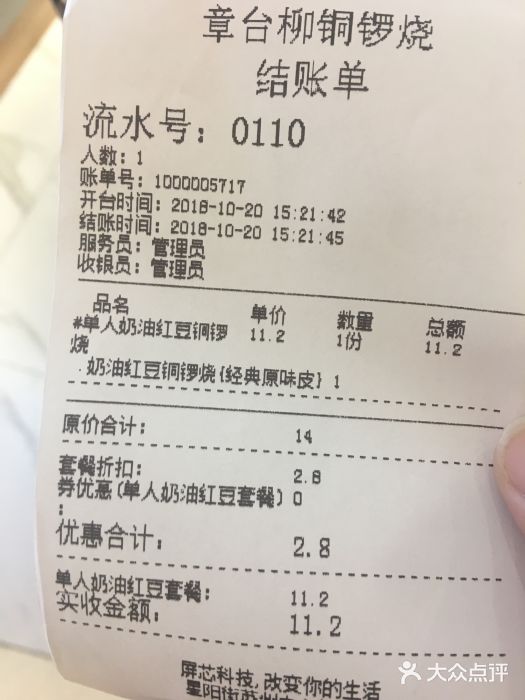 章台柳铜锣烧
结账单
流水号：0110
人数：1
账单号：1000005717
开台时间：2018-10-20 15:21:42
结账时间：2018-10-20 15:21:45
服务员：管理员
收银员：管理员
品名 单价 数量 总额
*单人奶油红豆铜锣 11.2 1份 11.2
烧
.奶油红豆铜锣烧{经典原味皮} 1
原价合计： 14
套餐折扣： 2.8
券优惠(单人奶油红豆套餐) 0
：
优惠合计： 2.8
单人奶油红豆套餐： 11.2
实收金额： 11.2
屏芯科技,改变你的生活
大众点评